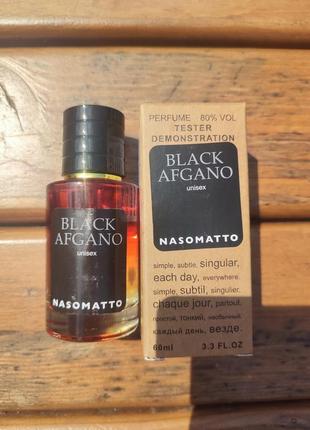 BLACK
AFGANO
unisex
NASOMATTO
PERFUME 80% VOL
TESTER
DEMONSTRATION
BLACK
AFGANO
unisex
NASOMATTO
simple, subtle, singular,
each day, everywhere.
simple, subtil, singulier.
chaque jour, partout.
простой, тонкий, необычный.
каждый день, везде.
60ml 3.3 FL.OZ